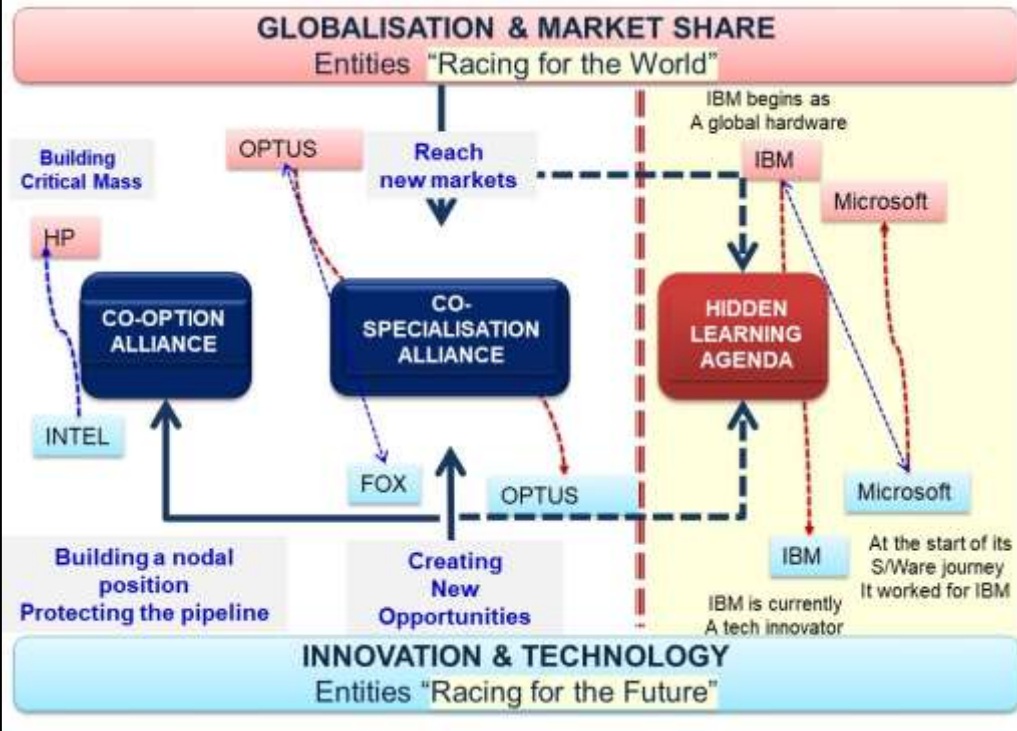 GLOBALISATION & MARKET SHARE
Entities "Racing for the World"
IBM begins as
A global hardware
Building
Critical Mass
OPTUS
Reach
new markets
IBM
Microsoft
HP
CO-OPTION
ALLIANCE
CO-
SPECIALISATION
ALLIANCE
HIDDEN
LEARNING
AGENDA
INTEL
FOX
OPTUS
Microsoft
IBM
At the start of its
S/Ware journey
It worked for IBM
Building a nodal
position
Protecting the pipeline
Creating
New
Opportunities
IBM is currently
A tech innovator
INNOVATION & TECHNOLOGY
Entities "Racing for the Future"